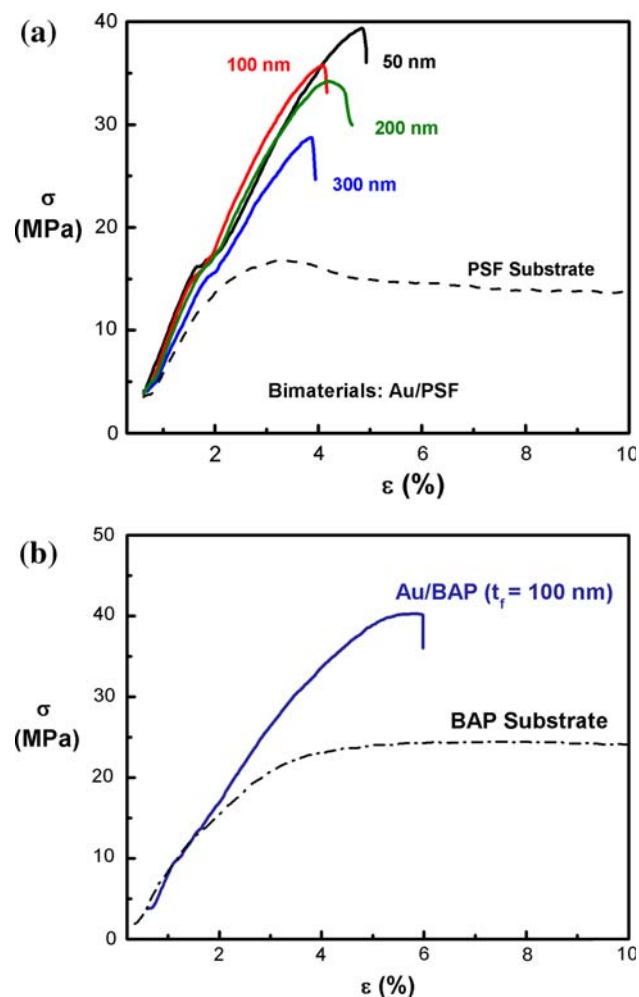 (a)
40
30
20
10
0
σ
(MPa)
100 nm
50 nm
200 nm
300 nm
PSF Substrate
Bimaterials: Au/PSF
2
4
6
8
10
ε (%)
(b)
50
40
30
20
10
0
σ
(MPa)
Au/BAP (t_f = 100 nm)
BAP Substrate
2
4
6
8
10
ε (%)